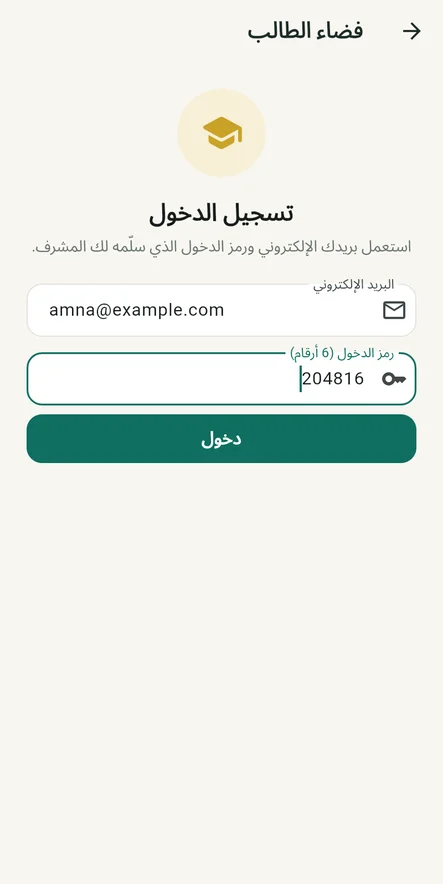 فضاء الطالب
تسجيل الدخول
استعمل بريدك الإلكتروني ورمز الدخول الذي سلّمه لك المشرف.
البريد الإلكتروني
amna@example.com
رمز الدخول (6 أرقام)
204816
دخول